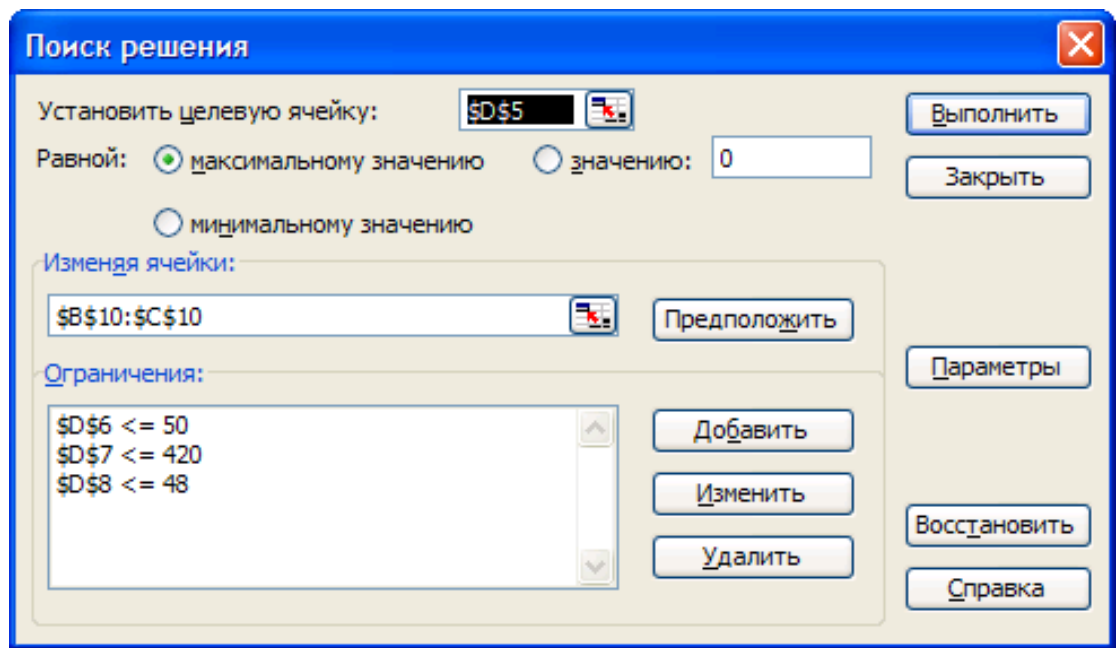 Поиск решения
Установить целевую ячейку: $D$5
Выполнить
Равной: максимальному значению значению: 0
Закрыть
минимальному значению
Изменяя ячейки:
$B$10:$C$10
Предположить
Параметры
Ограничения:
$D$6 <= 50
$D$7 <= 420
$D$8 <= 48
Добавить
Изменить
Удалить
Восстановить
Справка